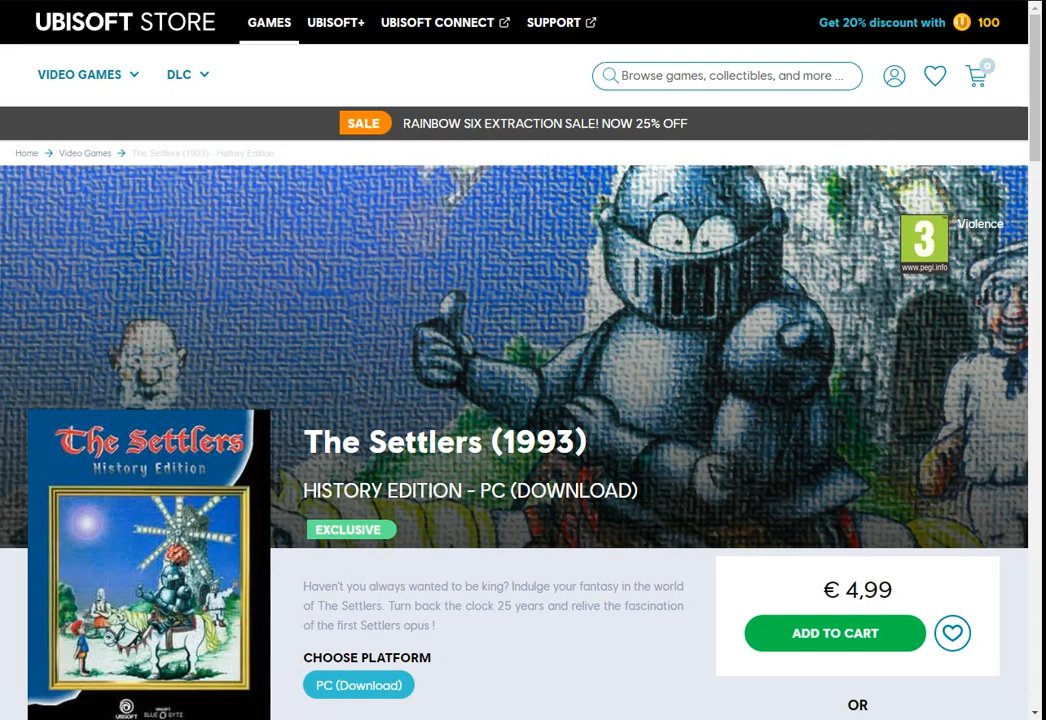 UBISOFT STORE GAMES UBISOFT+ UBISOFT CONNECT SUPPORT Get 20% discount with 100
VIDEO GAMES DLC Browse games, collectibles, and more ... 0
SALE RAINBOW SIX EXTRACTION SALE! NOW 25% OFF
Home Video Games The Settlers (1993) - History Edition
3 Violence
www.pegi.info
The Settlers
History Edition
The Settlers (1993)
HISTORY EDITION - PC (DOWNLOAD)
EXCLUSIVE
Haven't you always wanted to be king? Indulge your fantasy in the world
of The Settlers. Turn back the clock 25 years and relive the fascination
of the first Settlers opus !
€ 4,99
ADD TO CART
CHOOSE PLATFORM
PC (Download)
OR
UBISOFT
BLUE BYTE